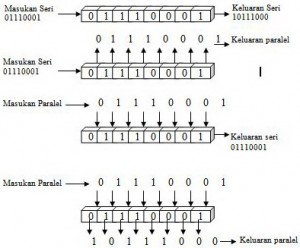 Masukan Seri 01110001 0 1 1 1 0 0 0 1 Keluaran Seri 10111000
0 1 1 1 0 0 0 1 Keluaran paralel
Masukan Seri 01110001 0 1 1 1 0 0 0 1
Masukan Paralel 0 1 1 1 0 0 0 1
0 1 1 1 0 0 0 1 Keluaran seri 01110001
Masukan Paralel 0 1 1 1 0 0 0 1
0 1 1 1 0 0 0 1
1 0 1 1 1 0 0 0 Keluaran paralel